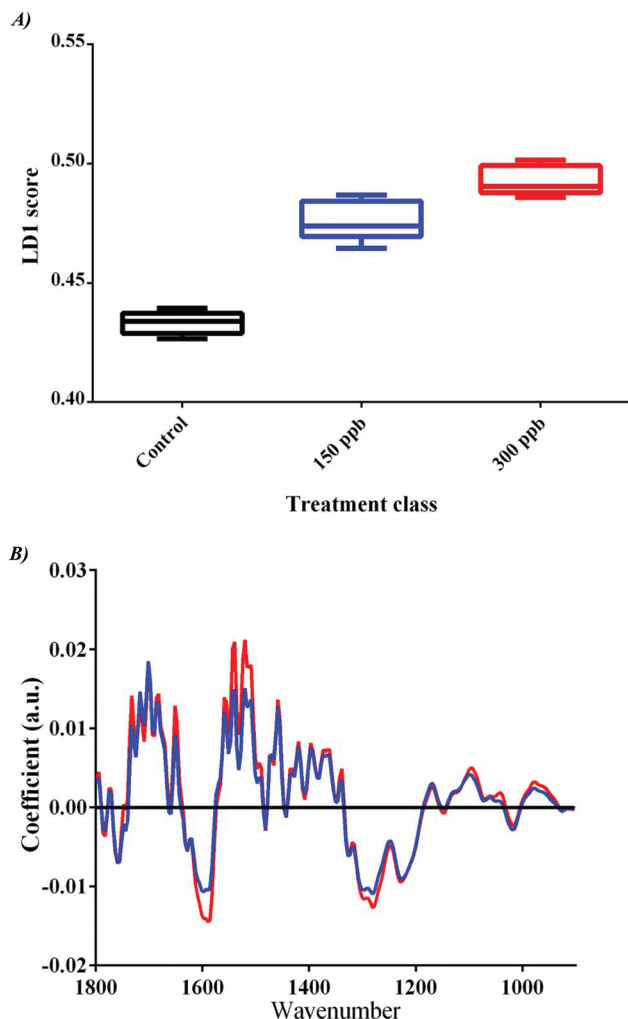 A)
0.55
0.50
0.45
0.40
LD1 score
Control
150 ppb
300 ppb
Treatment class
B)
0.03
0.02
0.01
0.00
-0.01
-0.02
Coefficient (a.u.)
1800 1600 1400 1200 1000
Wavenumber